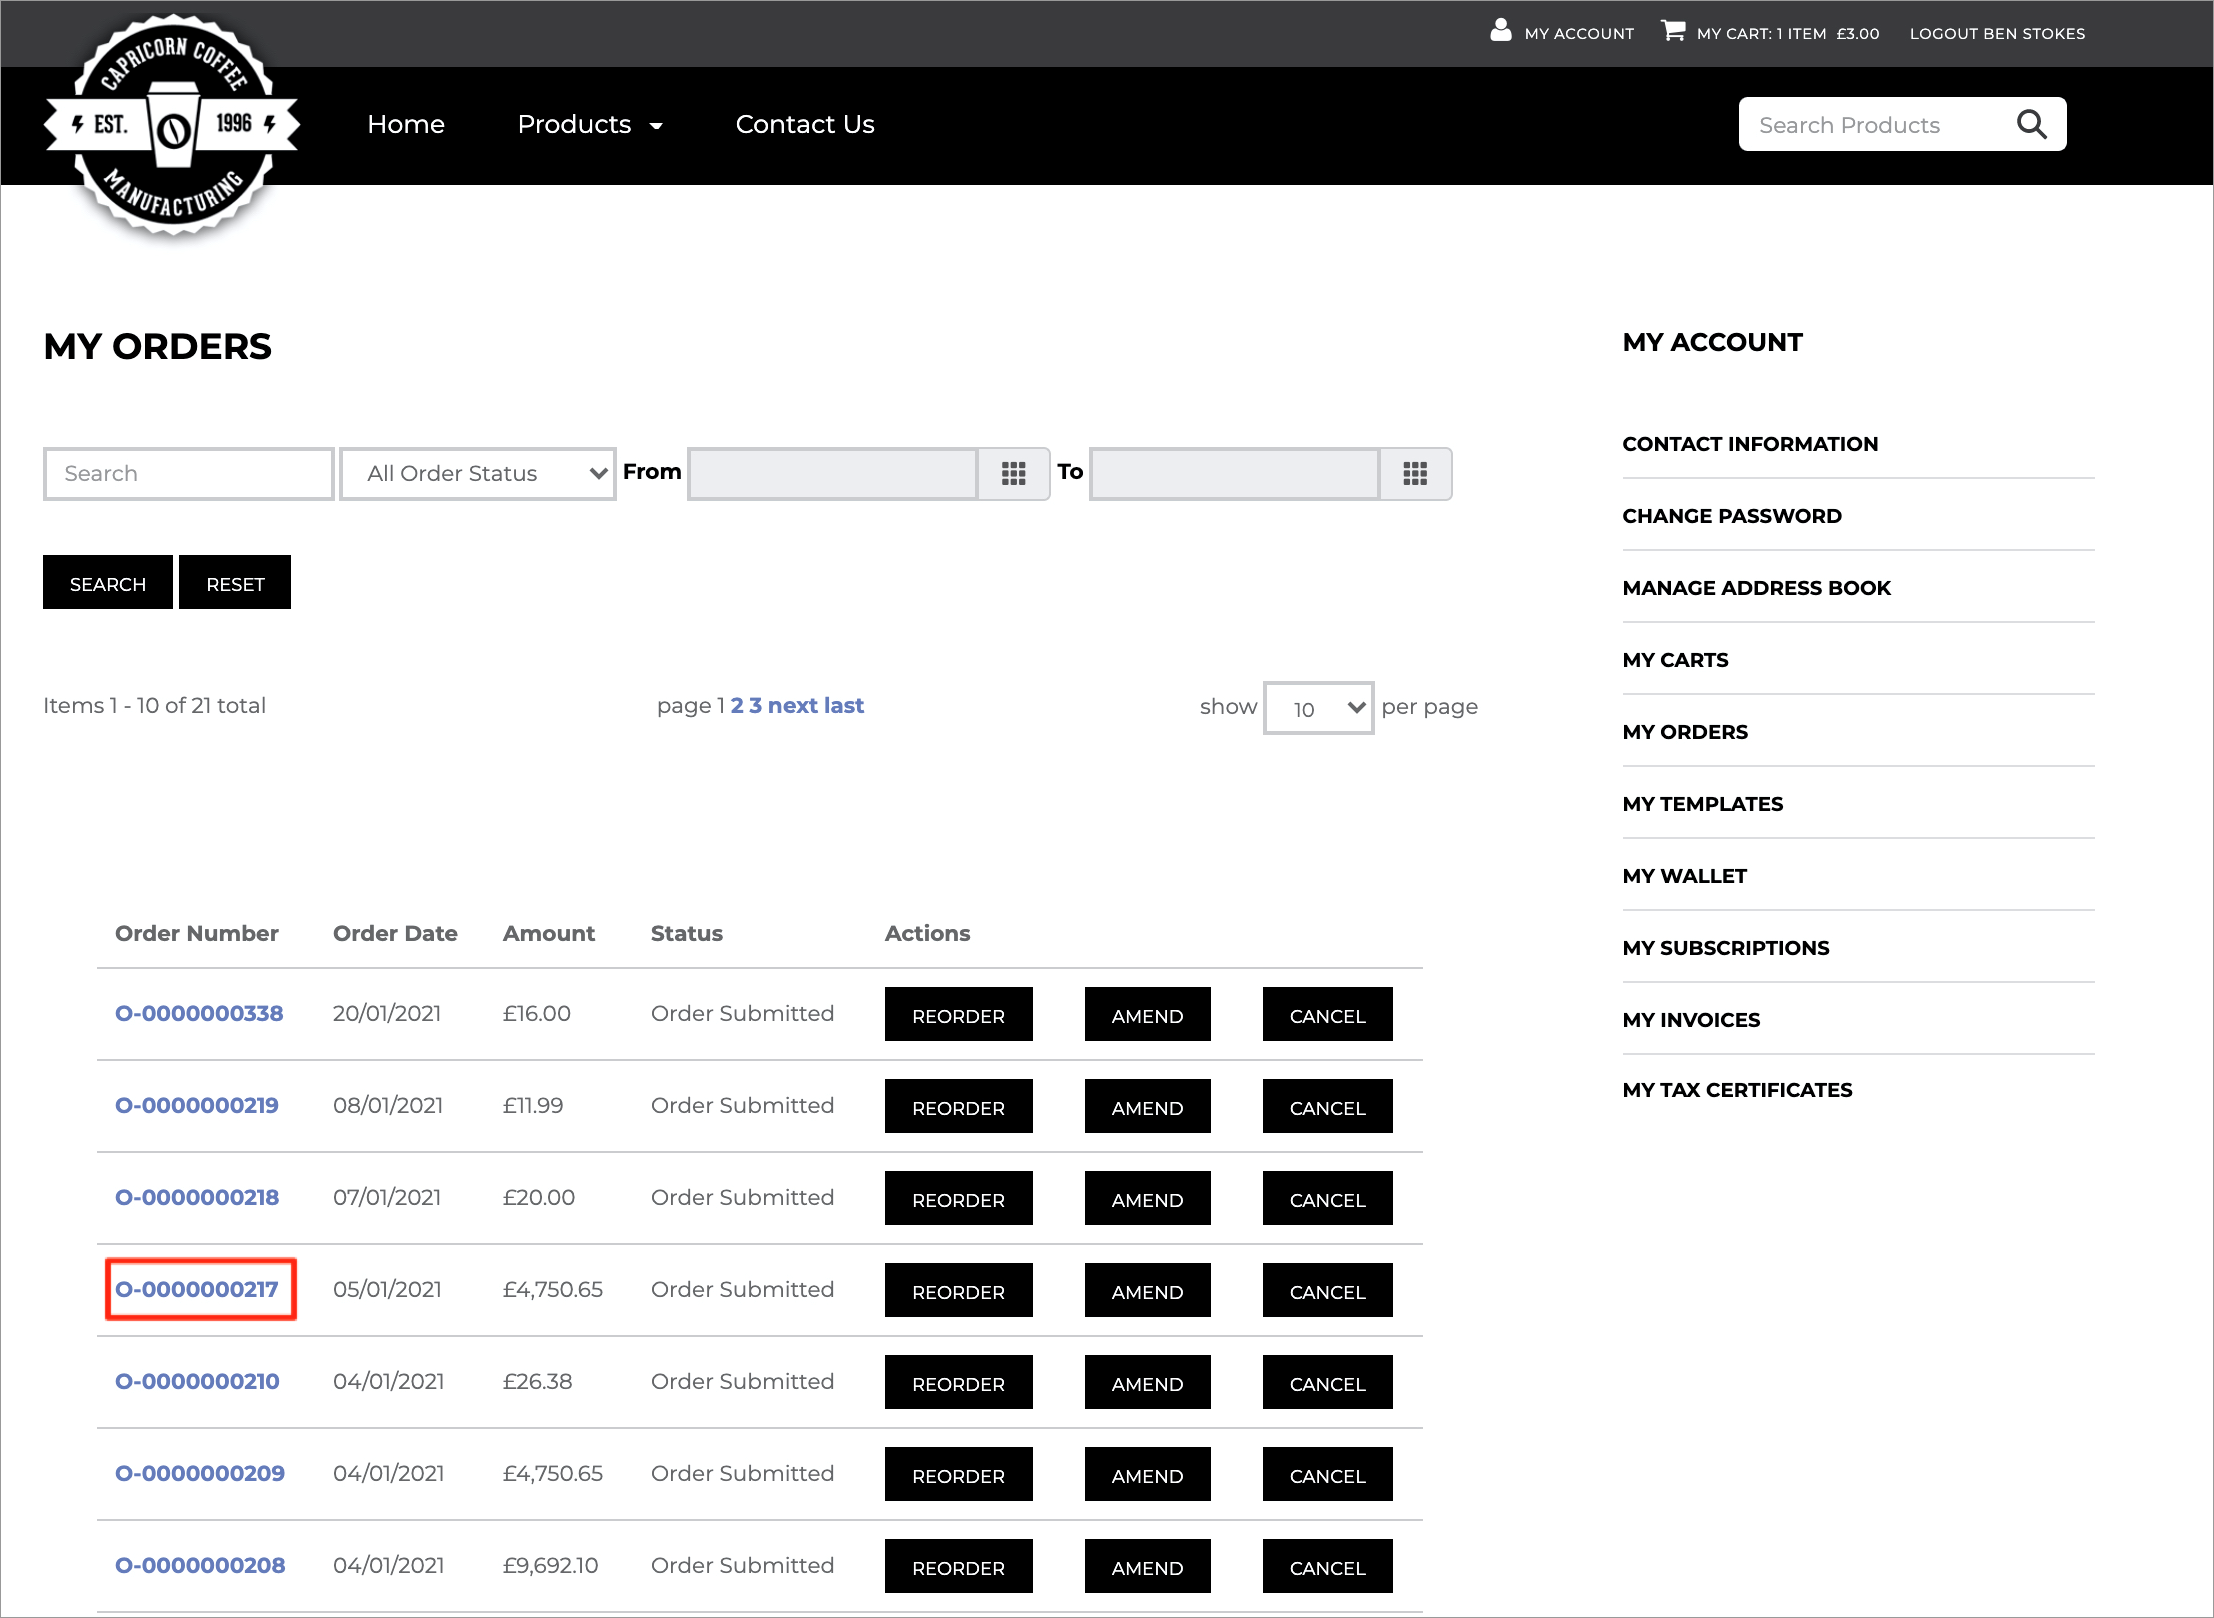 MY ACCOUNT MY CART: 1 ITEM £3.00 LOGOUT BEN STOKES
CAPRICORN COFFEE
EST. 1996
MANUFACTURING
Home Products Contact Us
Search Products
MY ORDERS
Search All Order Status From To
SEARCH RESET
Items 1 - 10 of 21 total page 1 2 3 next last show 10 per page
Order Number Order Date Amount Status Actions
O-0000000338 20/01/2021 £16.00 Order Submitted REORDER AMEND CANCEL
O-0000000219 08/01/2021 £11.99 Order Submitted REORDER AMEND CANCEL
O-0000000218 07/01/2021 £20.00 Order Submitted REORDER AMEND CANCEL
O-0000000217 05/01/2021 £4,750.65 Order Submitted REORDER AMEND CANCEL
O-0000000210 04/01/2021 £26.38 Order Submitted REORDER AMEND CANCEL
O-0000000209 04/01/2021 £4,750.65 Order Submitted REORDER AMEND CANCEL
O-0000000208 04/01/2021 £9,692.10 Order Submitted REORDER AMEND CANCEL
MY ACCOUNT
CONTACT INFORMATION
CHANGE PASSWORD
MANAGE ADDRESS BOOK
MY CARTS
MY ORDERS
MY TEMPLATES
MY WALLET
MY SUBSCRIPTIONS
MY INVOICES
MY TAX CERTIFICATES